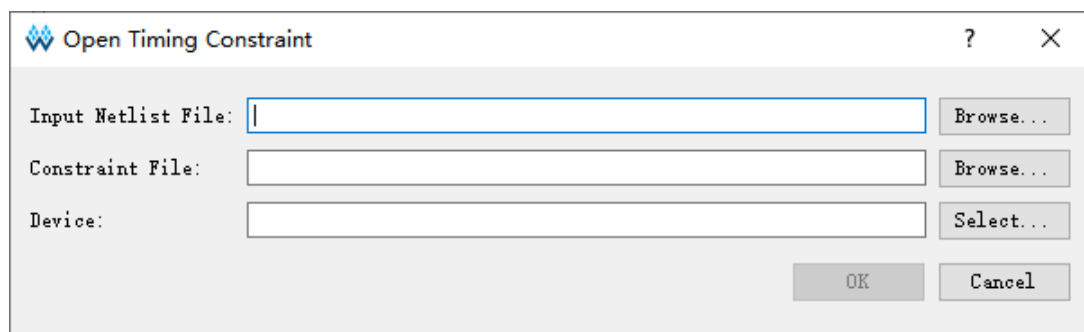 Open Timing Constraint ?
Input Netlist File: Browse...
Constraint File: Browse...
Device: Select...
OK Cancel